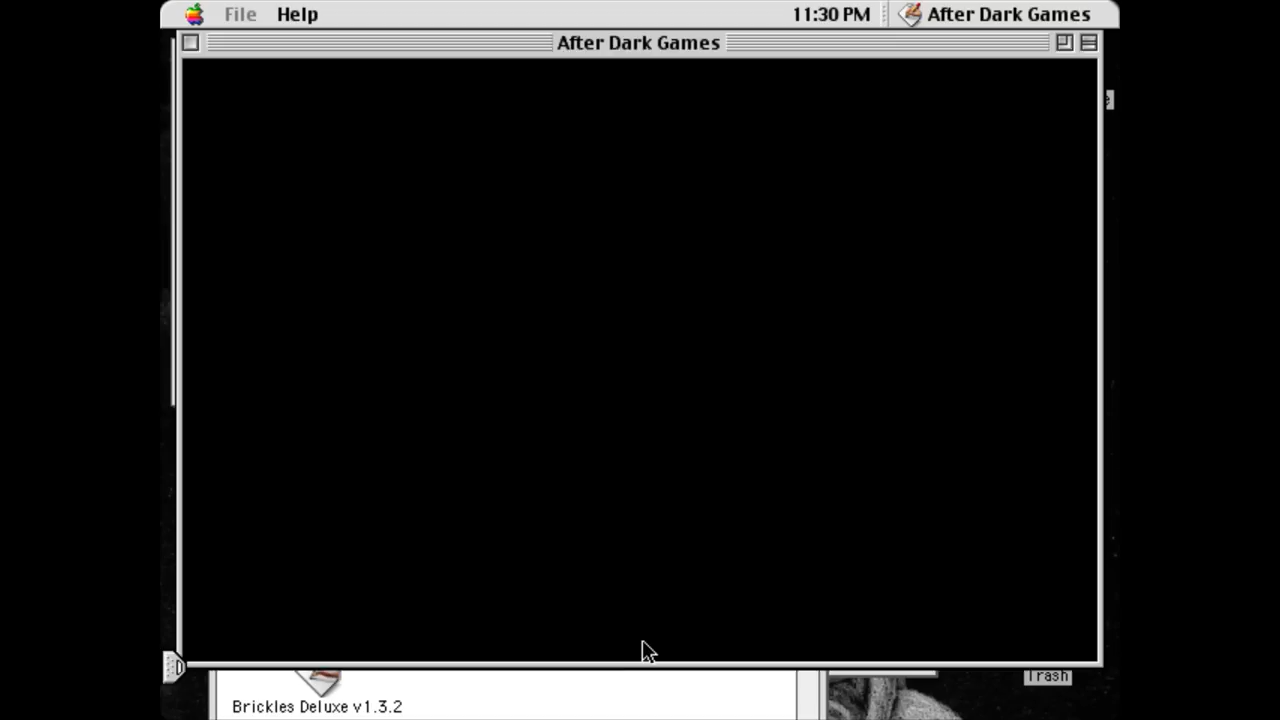 File Help 11:30 PM After Dark Games
After Dark Games
Trash
Brickles Deluxe v1.3.2